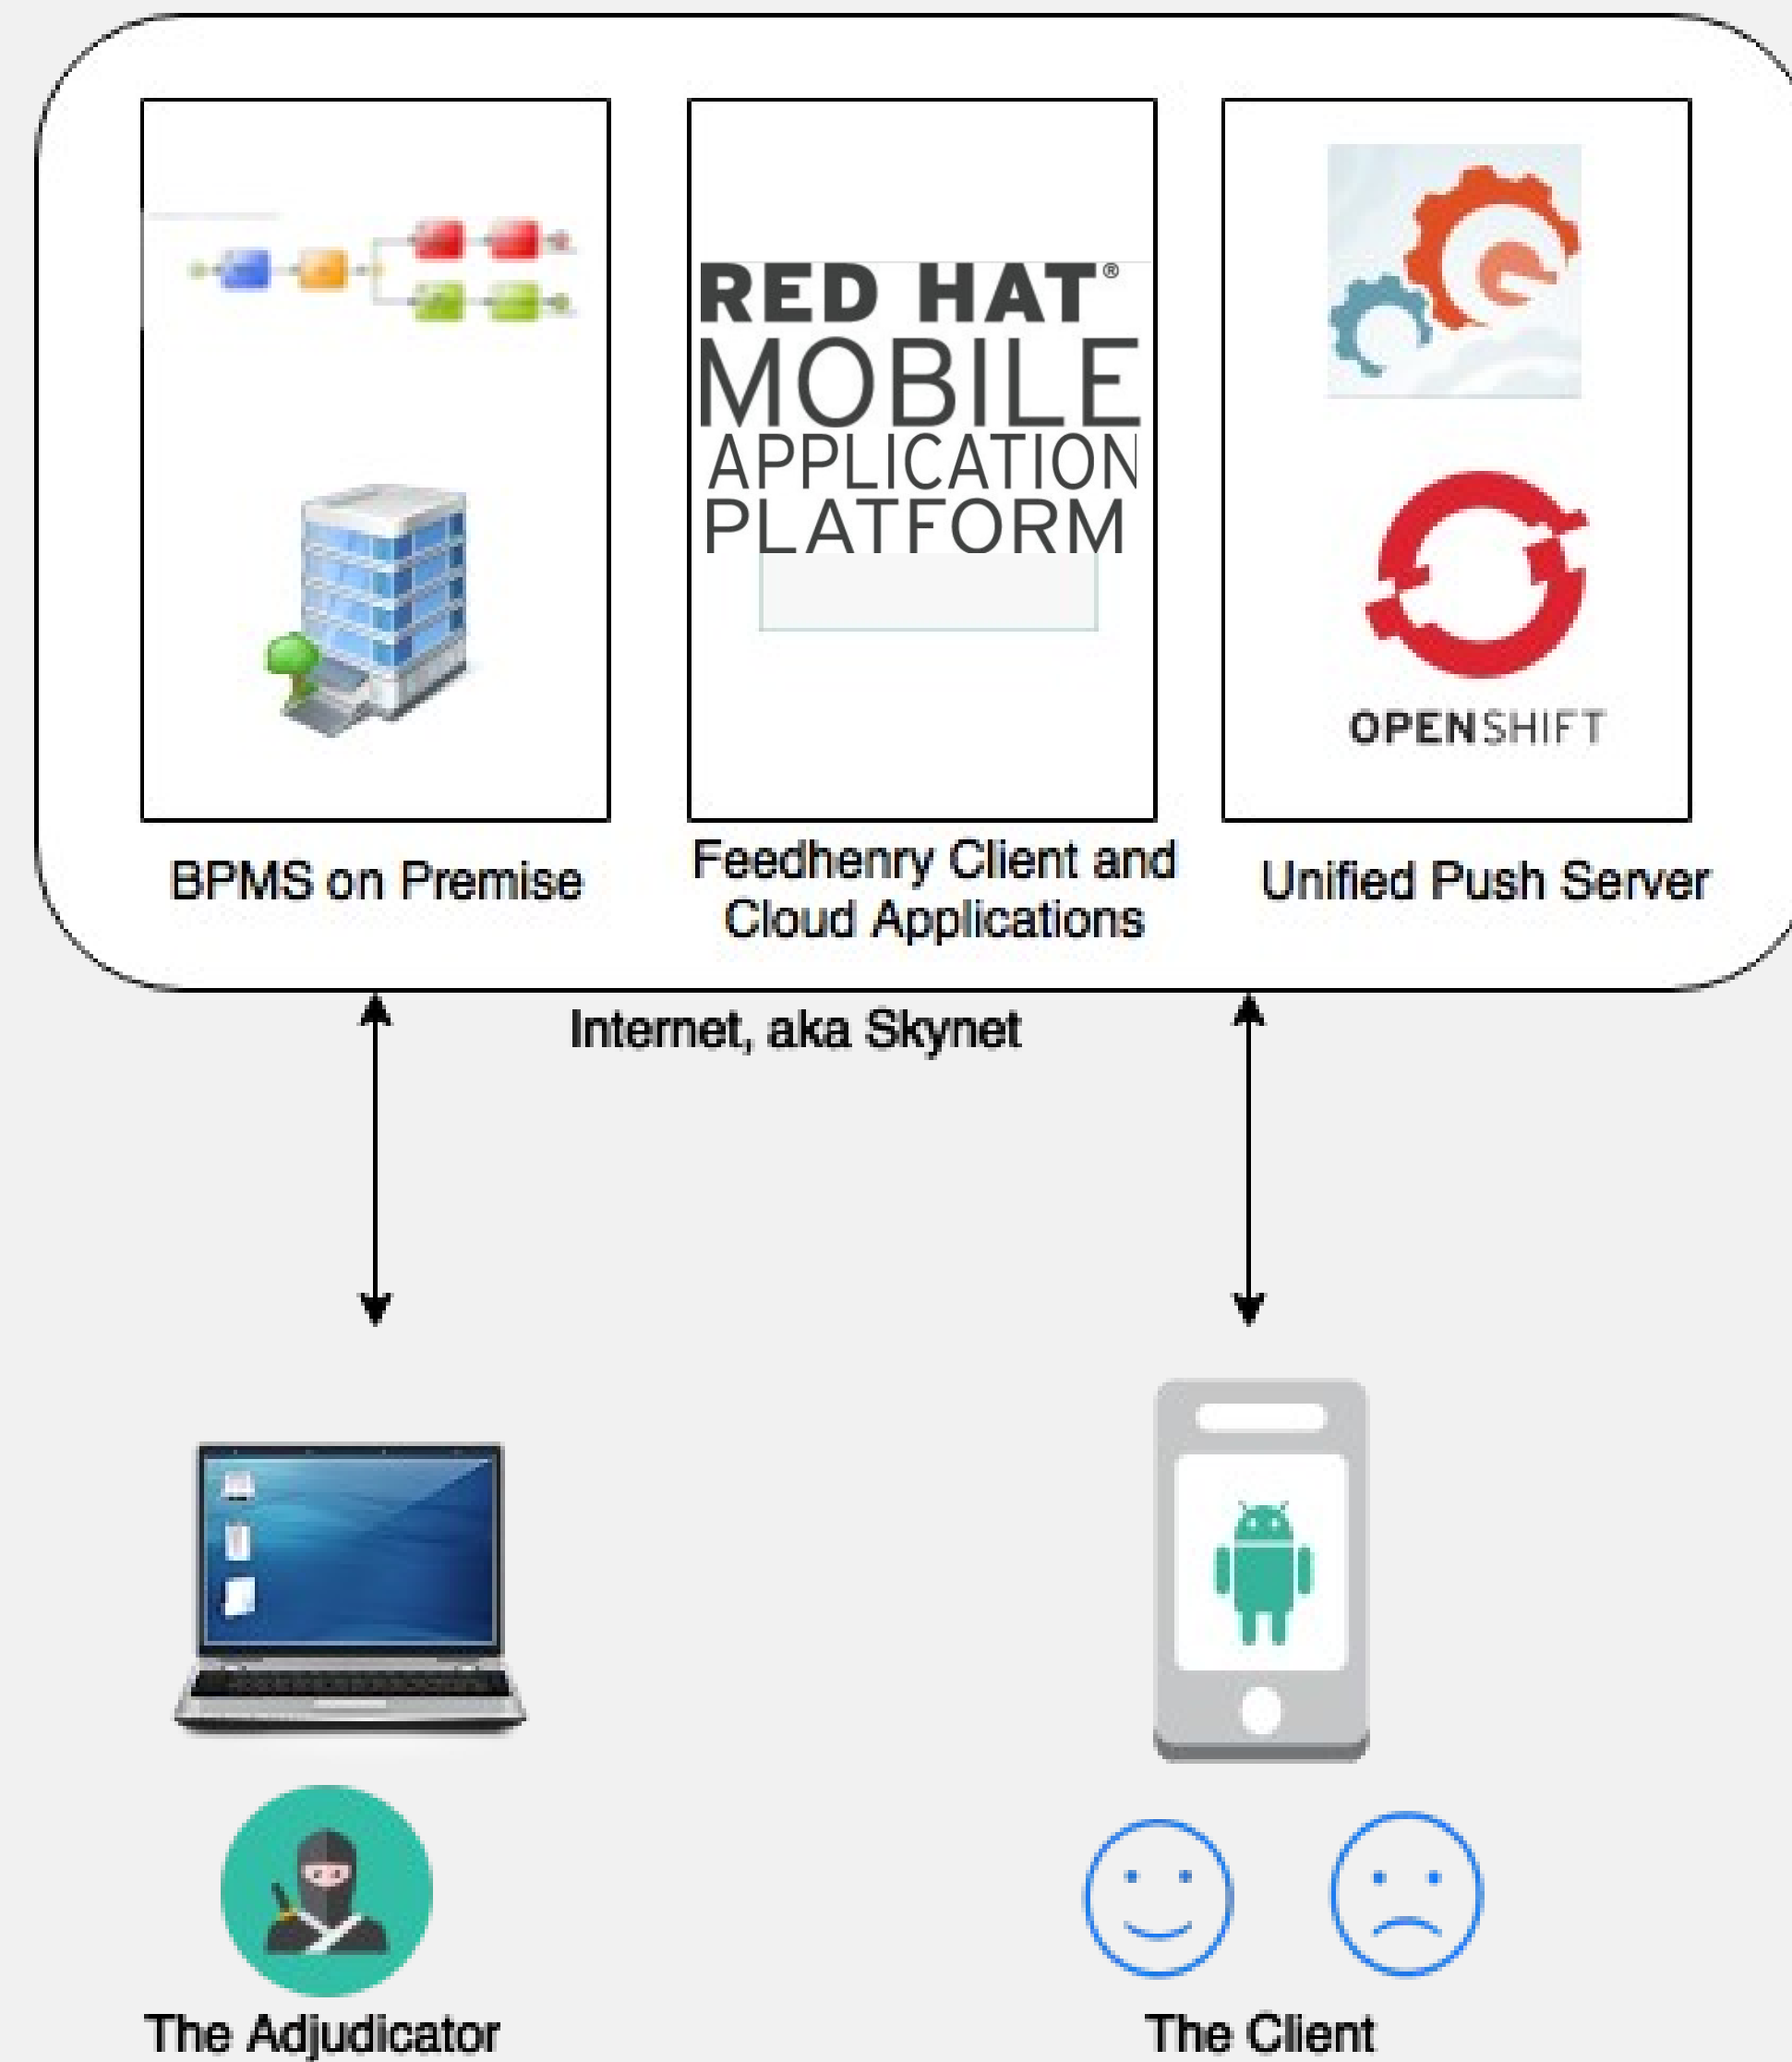 RED HAT®
MOBILE
APPLICATION
PLATFORM
OPENSHIFT
BPMS on Premise
Feedhenry Client and
Cloud Applications
Unified Push Server
Internet, aka Skynet
The Adjudicator
The Client